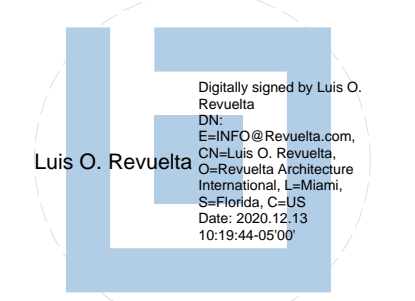 Luis O. Revuelta
Digitally signed by Luis O.
Revuelta
DN:
E=INFO@Revuelta.com,
CN=Luis O. Revuelta,
O=Revuelta Architecture
International, L=Miami,
S=Florida, C=US
Date: 2020.12.13
10:19:44-05'00'